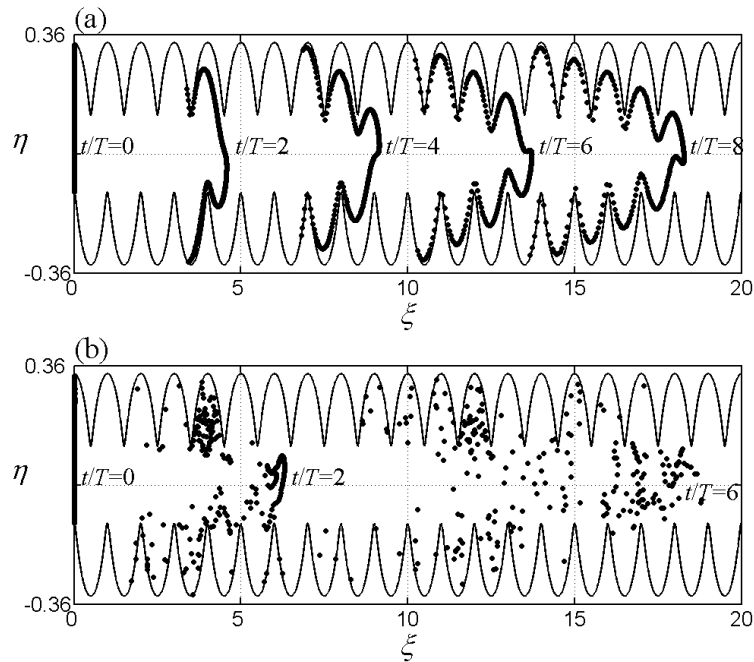 (a)
0.36
η
t/T=0
t/T=2
t/T=4
t/T=6
t/T=8
-0.36
0 5 10 15 20
ξ
(b)
0.36
η
t/T=0
t/T=2
t/T=6
-0.36
0 5 10 15 20
ξ